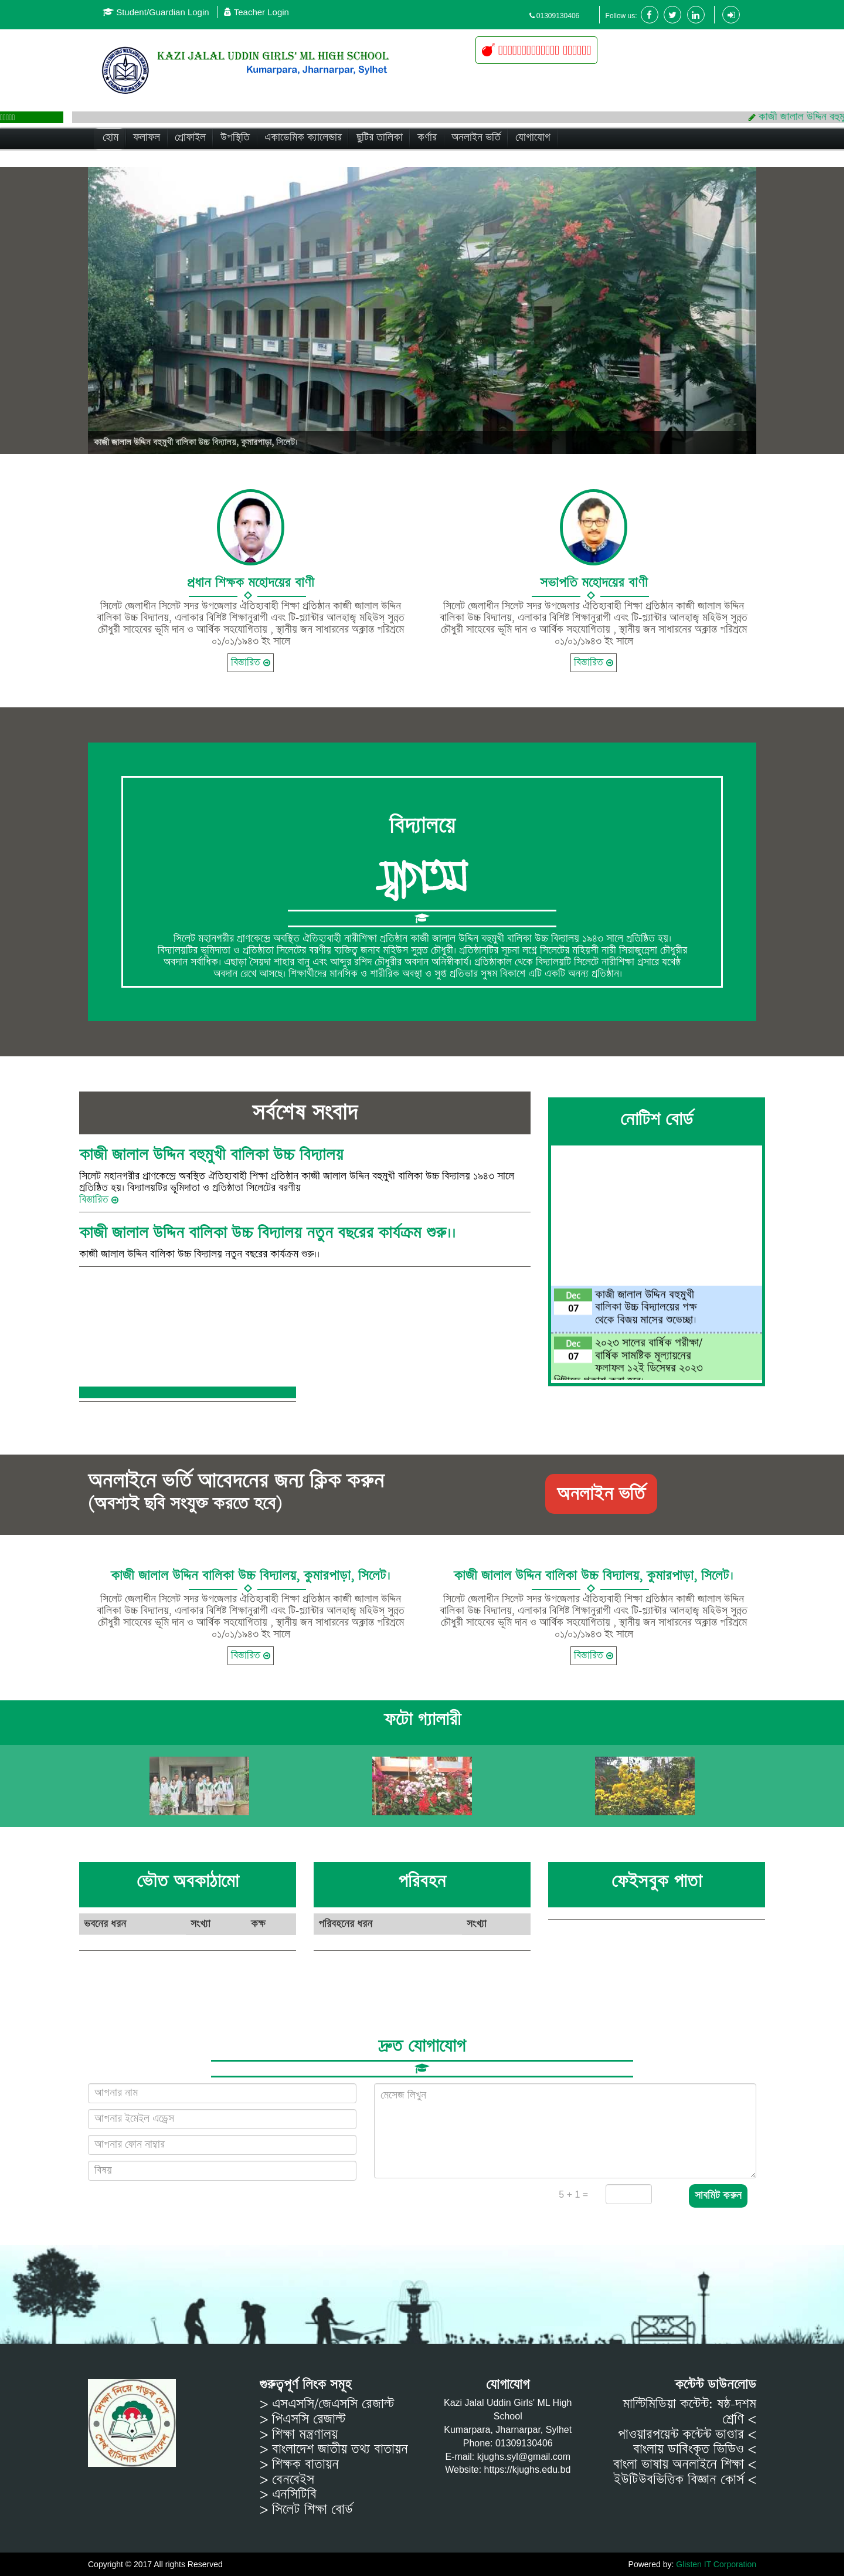 Student/Guardian Login
Teacher Login
01309130406
Follow us:
KAZI JALAL UDDIN GIRLS' ML HIGH SCHOOL
Kumarpara, Jharnarpar, Sylhet
কাজী জালাল উদ্দিন বহুমু
হোম
ফলাফল
প্রোফাইল
উপস্থিতি
একাডেমিক ক্যালেন্ডার
ছুটির তালিকা
কর্ণার
অনলাইন ভর্তি
যোগাযোগ
কাজী জালাল উদ্দিন বহুমুখী বালিকা উচ্চ বিদ্যালয়, কুমারপাড়া, সিলেট।
প্রধান শিক্ষক মহোদয়ের বাণী
সিলেট জেলাধীন সিলেট সদর উপজেলার ঐতিহ্যবাহী শিক্ষা প্রতিষ্ঠান কাজী জালাল উদ্দিন
বালিকা উচ্চ বিদ্যালয়, এলাকার বিশিষ্ট শিক্ষানুরাগী এবং টি-প্ল্যান্টার আলহাজ্ব মহিউস্ সুন্নত
চৌধুরী সাহেবের ভূমি দান ও আর্থিক সহযোগিতায় , স্থানীয় জন সাধারনের অক্লান্ত পরিশ্রমে
০১/০১/১৯৪৩ ইং সালে
বিস্তারিত
সভাপতি মহোদয়ের বাণী
সিলেট জেলাধীন সিলেট সদর উপজেলার ঐতিহ্যবাহী শিক্ষা প্রতিষ্ঠান কাজী জালাল উদ্দিন
বালিকা উচ্চ বিদ্যালয়, এলাকার বিশিষ্ট শিক্ষানুরাগী এবং টি-প্ল্যান্টার আলহাজ্ব মহিউস্ সুন্নত
চৌধুরী সাহেবের ভূমি দান ও আর্থিক সহযোগিতায় , স্থানীয় জন সাধারনের অক্লান্ত পরিশ্রমে
০১/০১/১৯৪৩ ইং সালে
বিস্তারিত
বিদ্যালয়ে
স্বাগতম
সিলেট মহানগরীর প্রাণকেন্দ্রে অবস্থিত ঐতিহ্যবাহী নারীশিক্ষা প্রতিষ্ঠান কাজী জালাল উদ্দিন বহুমুখী বালিকা উচ্চ বিদ্যালয় ১৯৪৩ সালে প্রতিষ্ঠিত হয়।
বিদ্যালয়টির ভূমিদাতা ও প্রতিষ্ঠাতা সিলেটের বরণীয় ব্যক্তিত্ব জনাব মহিউস সুন্নত চৌধুরী। প্রতিষ্ঠানটির সূচনা লগ্নে সিলেটের মহিয়সী নারী সিরাজুন্নেসা চৌধুরীর
অবদান সর্বাধিক। এছাড়া সৈয়দা শাহার বানু এবং আব্দুর রশিদ চৌধুরীর অবদান অনিস্বীকার্য। প্রতিষ্ঠাকাল থেকে বিদ্যালয়টি সিলেটে নারীশিক্ষা প্রসারে যথেষ্ঠ
অবদান রেখে আসছে। শিক্ষার্থীদের মানসিক ও শারীরিক অবস্থা ও সুপ্ত প্রতিভার সুষম বিকাশে এটি একটি অনন্য প্রতিষ্ঠান।
সর্বশেষ সংবাদ
কাজী জালাল উদ্দিন বহুমুখী বালিকা উচ্চ বিদ্যালয়
সিলেট মহানগরীর প্রাণকেন্দ্রে অবস্থিত ঐতিহ্যবাহী শিক্ষা প্রতিষ্ঠান কাজী জালাল উদ্দিন বহুমুখী বালিকা উচ্চ বিদ্যালয় ১৯৪৩ সালে
প্রতিষ্ঠিত হয়। বিদ্যালয়টির ভূমিদাতা ও প্রতিষ্ঠাতা সিলেটের বরণীয়
বিস্তারিত
কাজী জালাল উদ্দিন বালিকা উচ্চ বিদ্যালয় নতুন বছরের কার্যক্রম শুরু।।
কাজী জালাল উদ্দিন বালিকা উচ্চ বিদ্যালয় নতুন বছরের কার্যক্রম শুরু।।
নোটিশ বোর্ড
Dec
07
কাজী জালাল উদ্দিন বহুমুখী
বালিকা উচ্চ বিদ্যালয়ের পক্ষ
থেকে বিজয় মাসের শুভেচ্ছা।
Dec
07
২০২৩ সালের বার্ষিক পরীক্ষা/
বার্ষিক সামষ্টিক মূল্যায়নের
ফলাফল ১২ই ডিসেম্বর ২০২৩
খ্রিষ্টাব্দে প্রকাশ করা হবে।
অনলাইনে ভর্তি আবেদনের জন্য ক্লিক করুন
(অবশ্যই ছবি সংযুক্ত করতে হবে)
অনলাইন ভর্তি
কাজী জালাল উদ্দিন বালিকা উচ্চ বিদ্যালয়, কুমারপাড়া, সিলেট।
সিলেট জেলাধীন সিলেট সদর উপজেলার ঐতিহ্যবাহী শিক্ষা প্রতিষ্ঠান কাজী জালাল উদ্দিন
বালিকা উচ্চ বিদ্যালয়, এলাকার বিশিষ্ট শিক্ষানুরাগী এবং টি-প্ল্যান্টার আলহাজ্ব মহিউস্ সুন্নত
চৌধুরী সাহেবের ভূমি দান ও আর্থিক সহযোগিতায় , স্থানীয় জন সাধারনের অক্লান্ত পরিশ্রমে
০১/০১/১৯৪৩ ইং সালে
বিস্তারিত
কাজী জালাল উদ্দিন বালিকা উচ্চ বিদ্যালয়, কুমারপাড়া, সিলেট।
সিলেট জেলাধীন সিলেট সদর উপজেলার ঐতিহ্যবাহী শিক্ষা প্রতিষ্ঠান কাজী জালাল উদ্দিন
বালিকা উচ্চ বিদ্যালয়, এলাকার বিশিষ্ট শিক্ষানুরাগী এবং টি-প্ল্যান্টার আলহাজ্ব মহিউস্ সুন্নত
চৌধুরী সাহেবের ভূমি দান ও আর্থিক সহযোগিতায় , স্থানীয় জন সাধারনের অক্লান্ত পরিশ্রমে
০১/০১/১৯৪৩ ইং সালে
বিস্তারিত
ফটো গ্যালারী
ভৌত অবকাঠামো
ভবনের ধরন
সংখ্যা
কক্ষ
পরিবহন
পরিবহনের ধরন
সংখ্যা
ফেইসবুক পাতা
দ্রুত যোগাযোগ
আপনার নাম
আপনার ইমেইল এড্রেস
আপনার ফোন নাম্বার
বিষয়
মেসেজ লিখুন
5 + 1 =
সাবমিট করুন
শিক্ষা নিয়ে গড়ব দেশ
শেখ হাসিনার বাংলাদেশ
গুরুত্বপূর্ণ লিংক সমূহ
> এসএসসি/জেএসসি রেজাল্ট
> পিএসসি রেজাল্ট
> শিক্ষা মন্ত্রণালয়
> বাংলাদেশ জাতীয় তথ্য বাতায়ন
> শিক্ষক বাতায়ন
> বেনবেইস
> এনসিটিবি
> সিলেট শিক্ষা বোর্ড
যোগাযোগ
Kazi Jalal Uddin Girls' ML High
School
Kumarpara, Jharnarpar, Sylhet
Phone: 01309130406
E-mail: kjughs.syl@gmail.com
Website: https://kjughs.edu.bd
কন্টেন্ট ডাউনলোড
মাল্টিমিডিয়া কন্টেন্ট: ষষ্ঠ-দশম
শ্রেণি <
পাওয়ারপয়েন্ট কন্টেন্ট ভাণ্ডার <
বাংলায় ডাবিংকৃত ভিডিও <
বাংলা ভাষায় অনলাইনে শিক্ষা <
ইউটিউবভিত্তিক বিজ্ঞান কোর্স <
Copyright © 2017 All rights Reserved
Powered by: Glisten IT Corporation